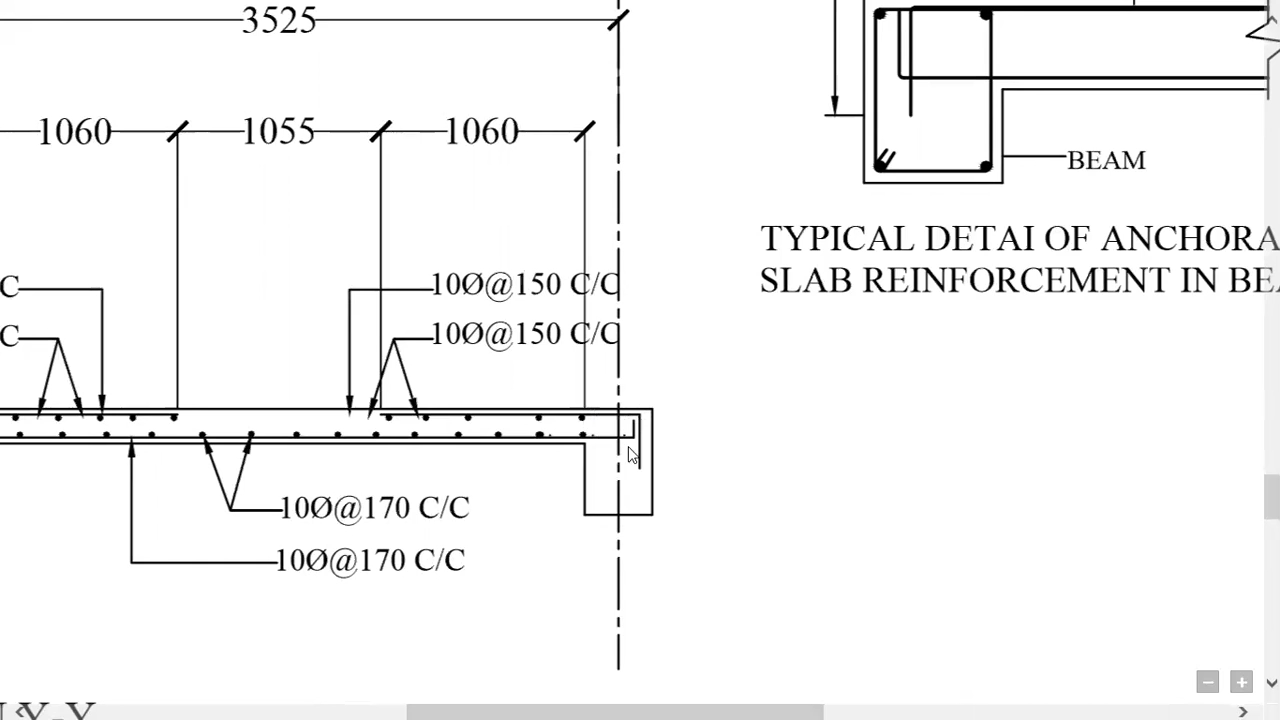 3525
1060 1055 1060
BEAM
TYPICAL DETAI OF ANCHORA
SLAB REINFORCEMENT IN BEA
C 10Ø@150 C/C
C 10Ø@150 C/C
10Ø@170 C/C
10Ø@170 C/C
Y-Y